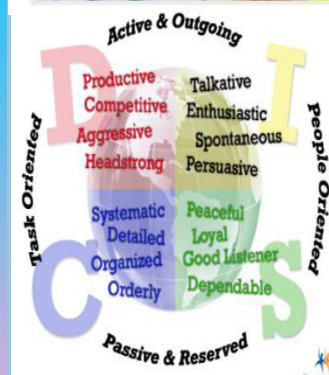 Active & Outgoing
D
I
Productive
Competitive
Aggressive
Headstrong
Talkative
Enthusiastic
Spontaneous
Persuasive
Task Oriented
People Oriented
Systematic
Detailed
Organized
Orderly
Peaceful
Loyal
Good Listener
Dependable
C
S
Passive & Reserved